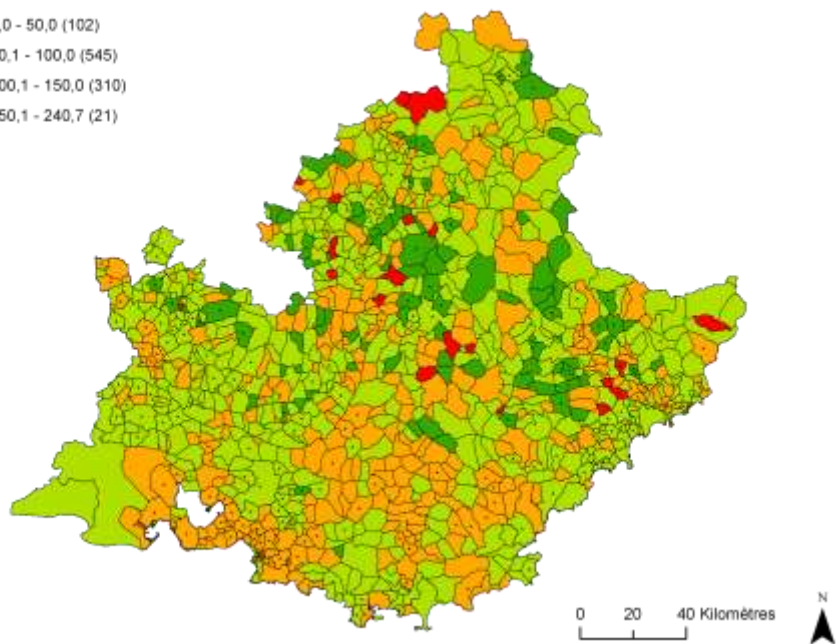 ,0 - 50,0 (102)
0,1 - 100,0 (545)
00,1 - 150,0 (310)
50,1 - 240,7 (21)
N
0 20 40 Kilomètres